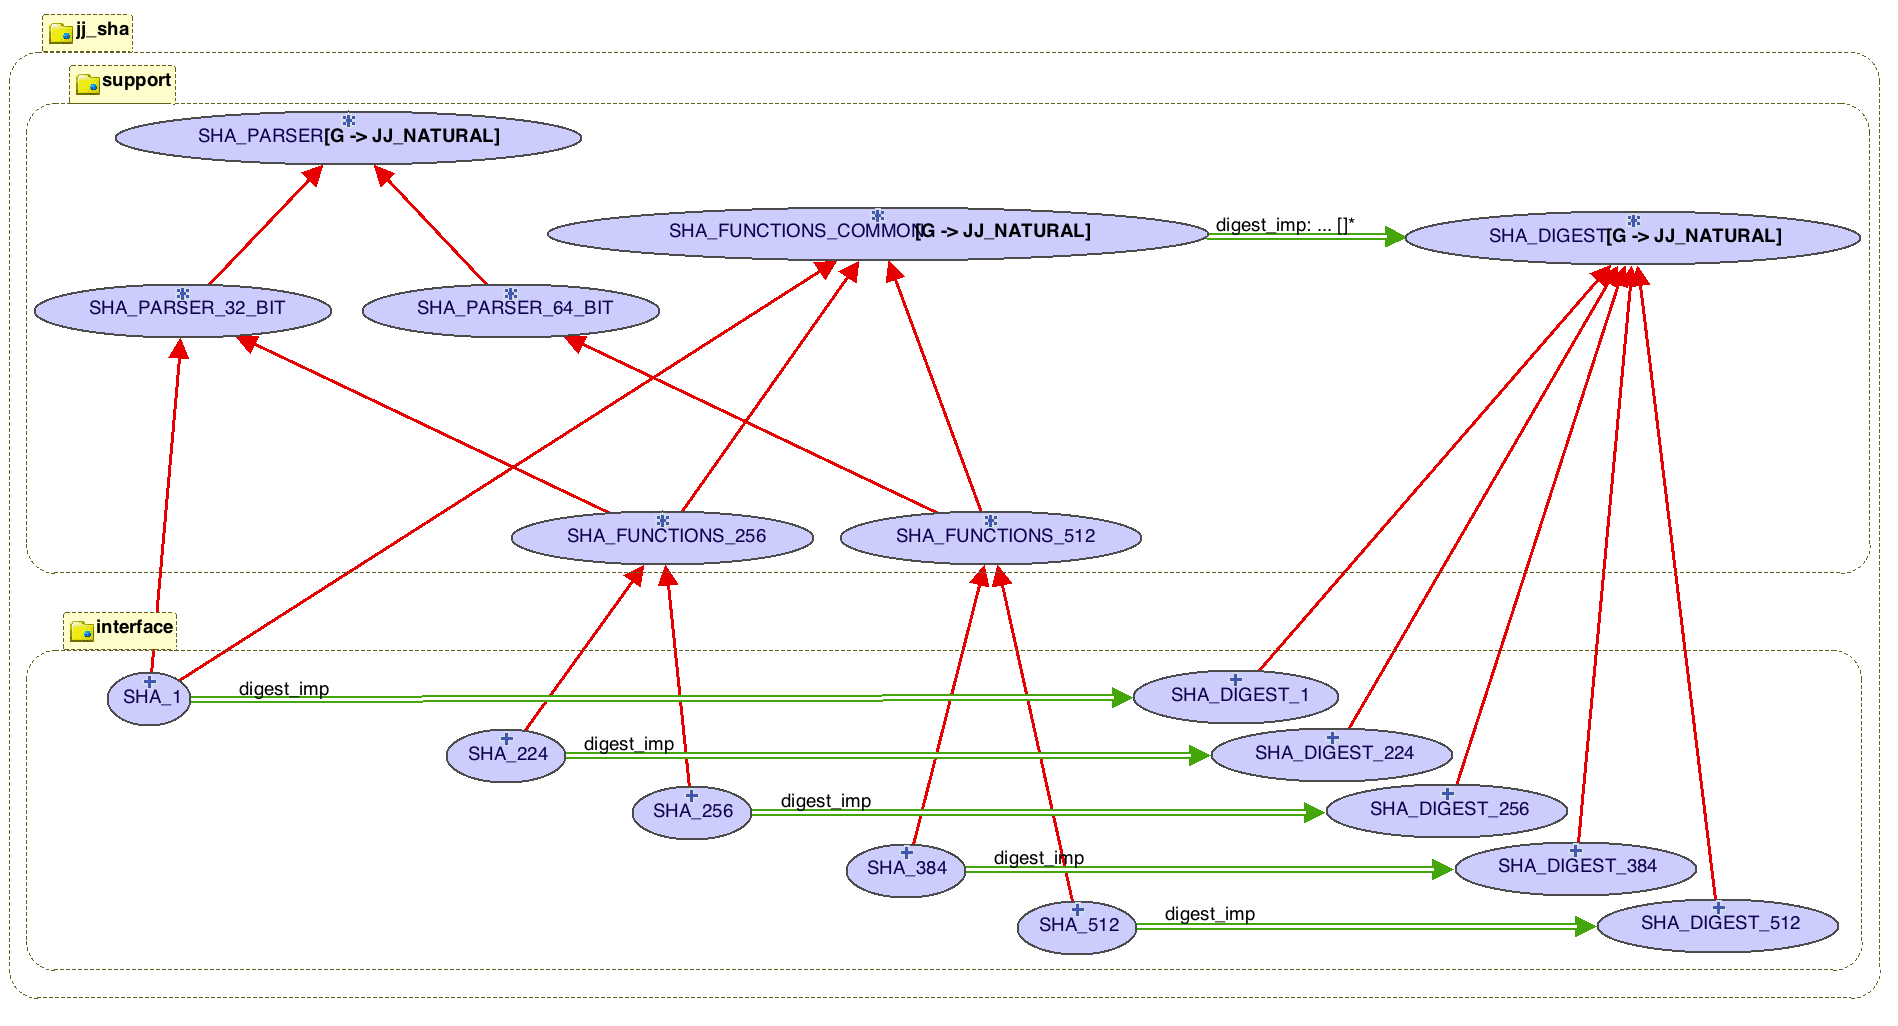 jj_sha
support
SHA_PARSER[G -> JJ_NATURAL]
SHA_FUNCTIONS_COMMON[G -> JJ_NATURAL]
digest_imp: ... []*
SHA_DIGEST[G -> JJ_NATURAL]
SHA_PARSER_32_BIT
SHA_PARSER_64_BIT
SHA_FUNCTIONS_256
SHA_FUNCTIONS_512
interface
SHA_1
digest_imp
SHA_DIGEST_1
SHA_224
digest_imp
SHA_DIGEST_224
SHA_256
digest_imp
SHA_DIGEST_256
SHA_384
digest_imp
SHA_DIGEST_384
SHA_512
digest_imp
SHA_DIGEST_512